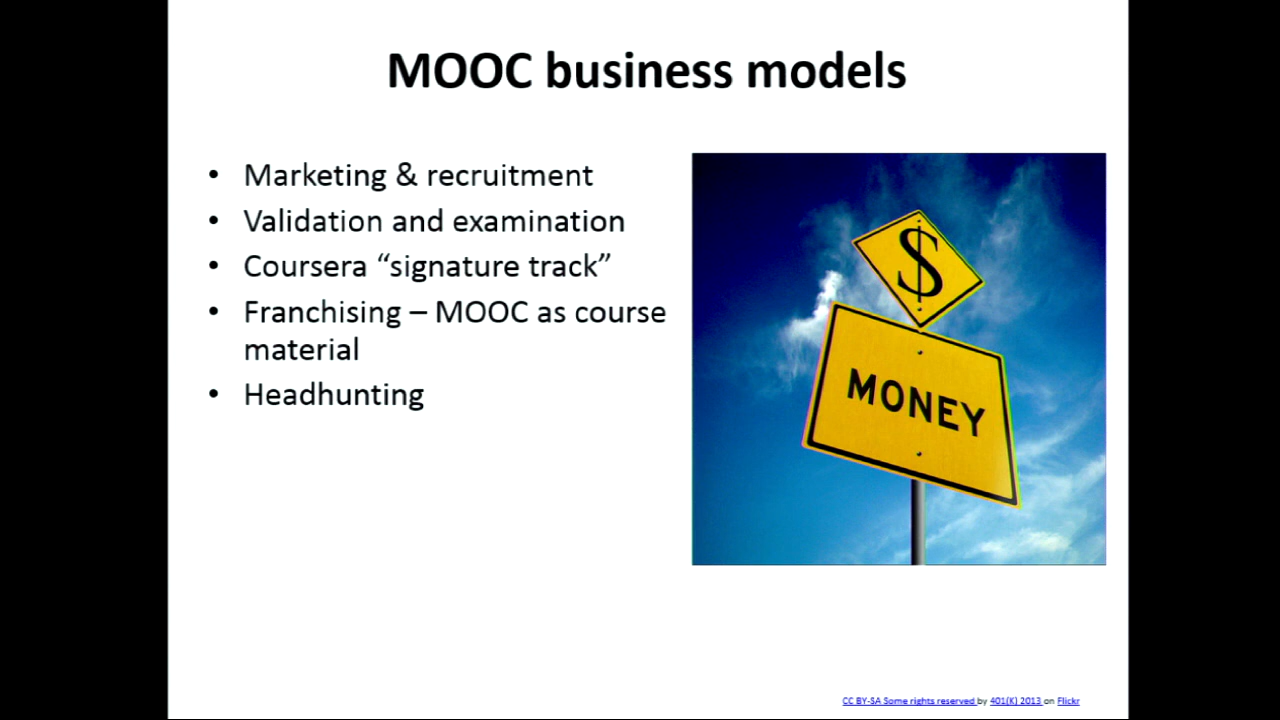 MOOC business models
• Marketing & recruitment
• Validation and examination
• Coursera “signature track”
• Franchising – MOOC as course
material
• Headhunting
$
MONEY
CC BY-SA Some rights reserved by 401(K) 2013 on Flickr